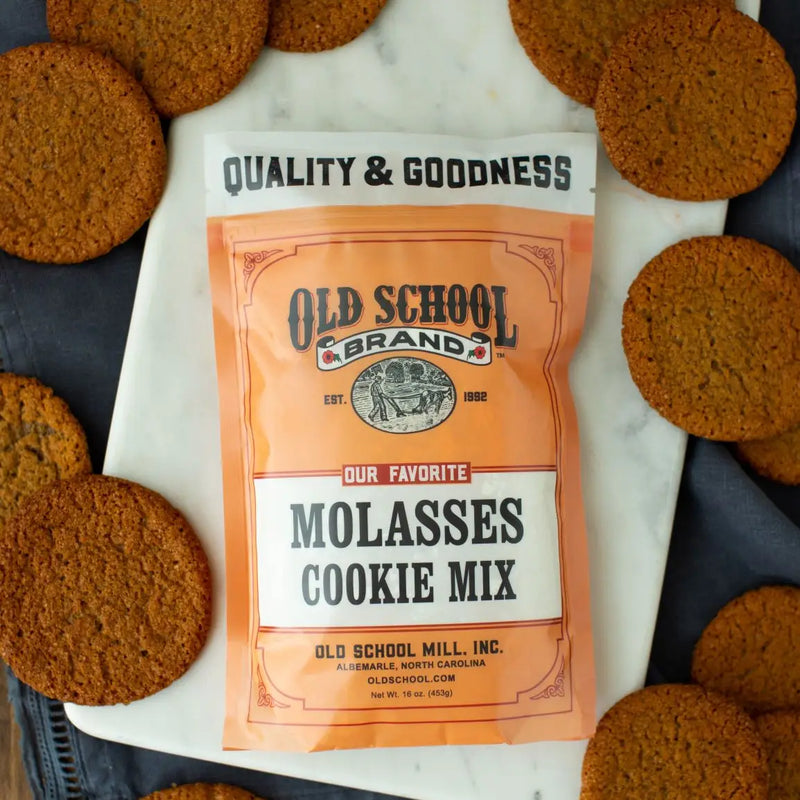 QUALITY & GOODNESS
OLD SCHOOL
BRAND™
EST. 1992
OUR FAVORITE
MOLASSES
COOKIE MIX
OLD SCHOOL MILL, INC.
ALBEMARLE, NORTH CAROLINA
OLDSCHOOL.COM
Net Wt. 16 oz. (453g)